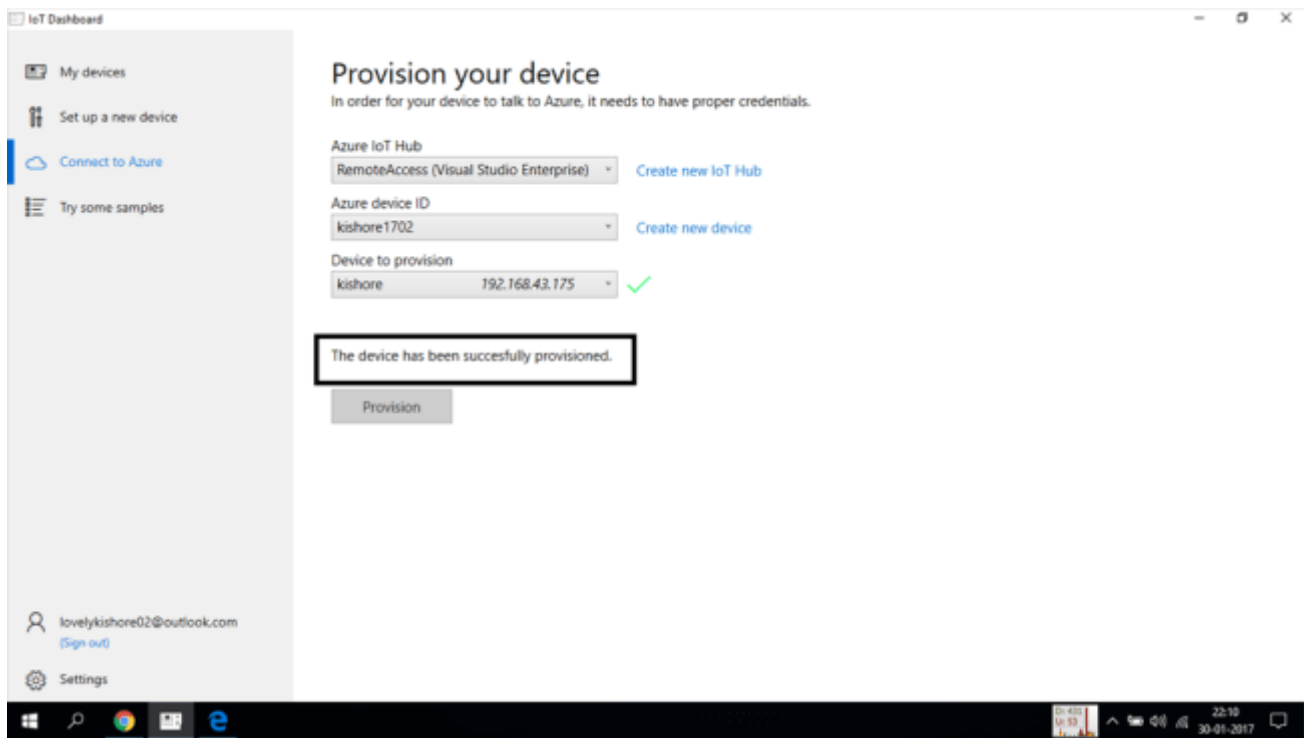 IoT Dashboard
My devices
Set up a new device
Connect to Azure
Try some samples
Provision your device
In order for your device to talk to Azure, it needs to have proper credentials.
Azure IoT Hub
RemoteAccess (Visual Studio Enterprise)
Create new IoT Hub
Azure device ID
kishore1702
Create new device
Device to provision
kishore 192.168.43.175
The device has been succesfully provisioned.
Provision
lovelykishore02@outlook.com
(Sign out)
Settings
D: 431
U: 53
22:10
30-01-2017